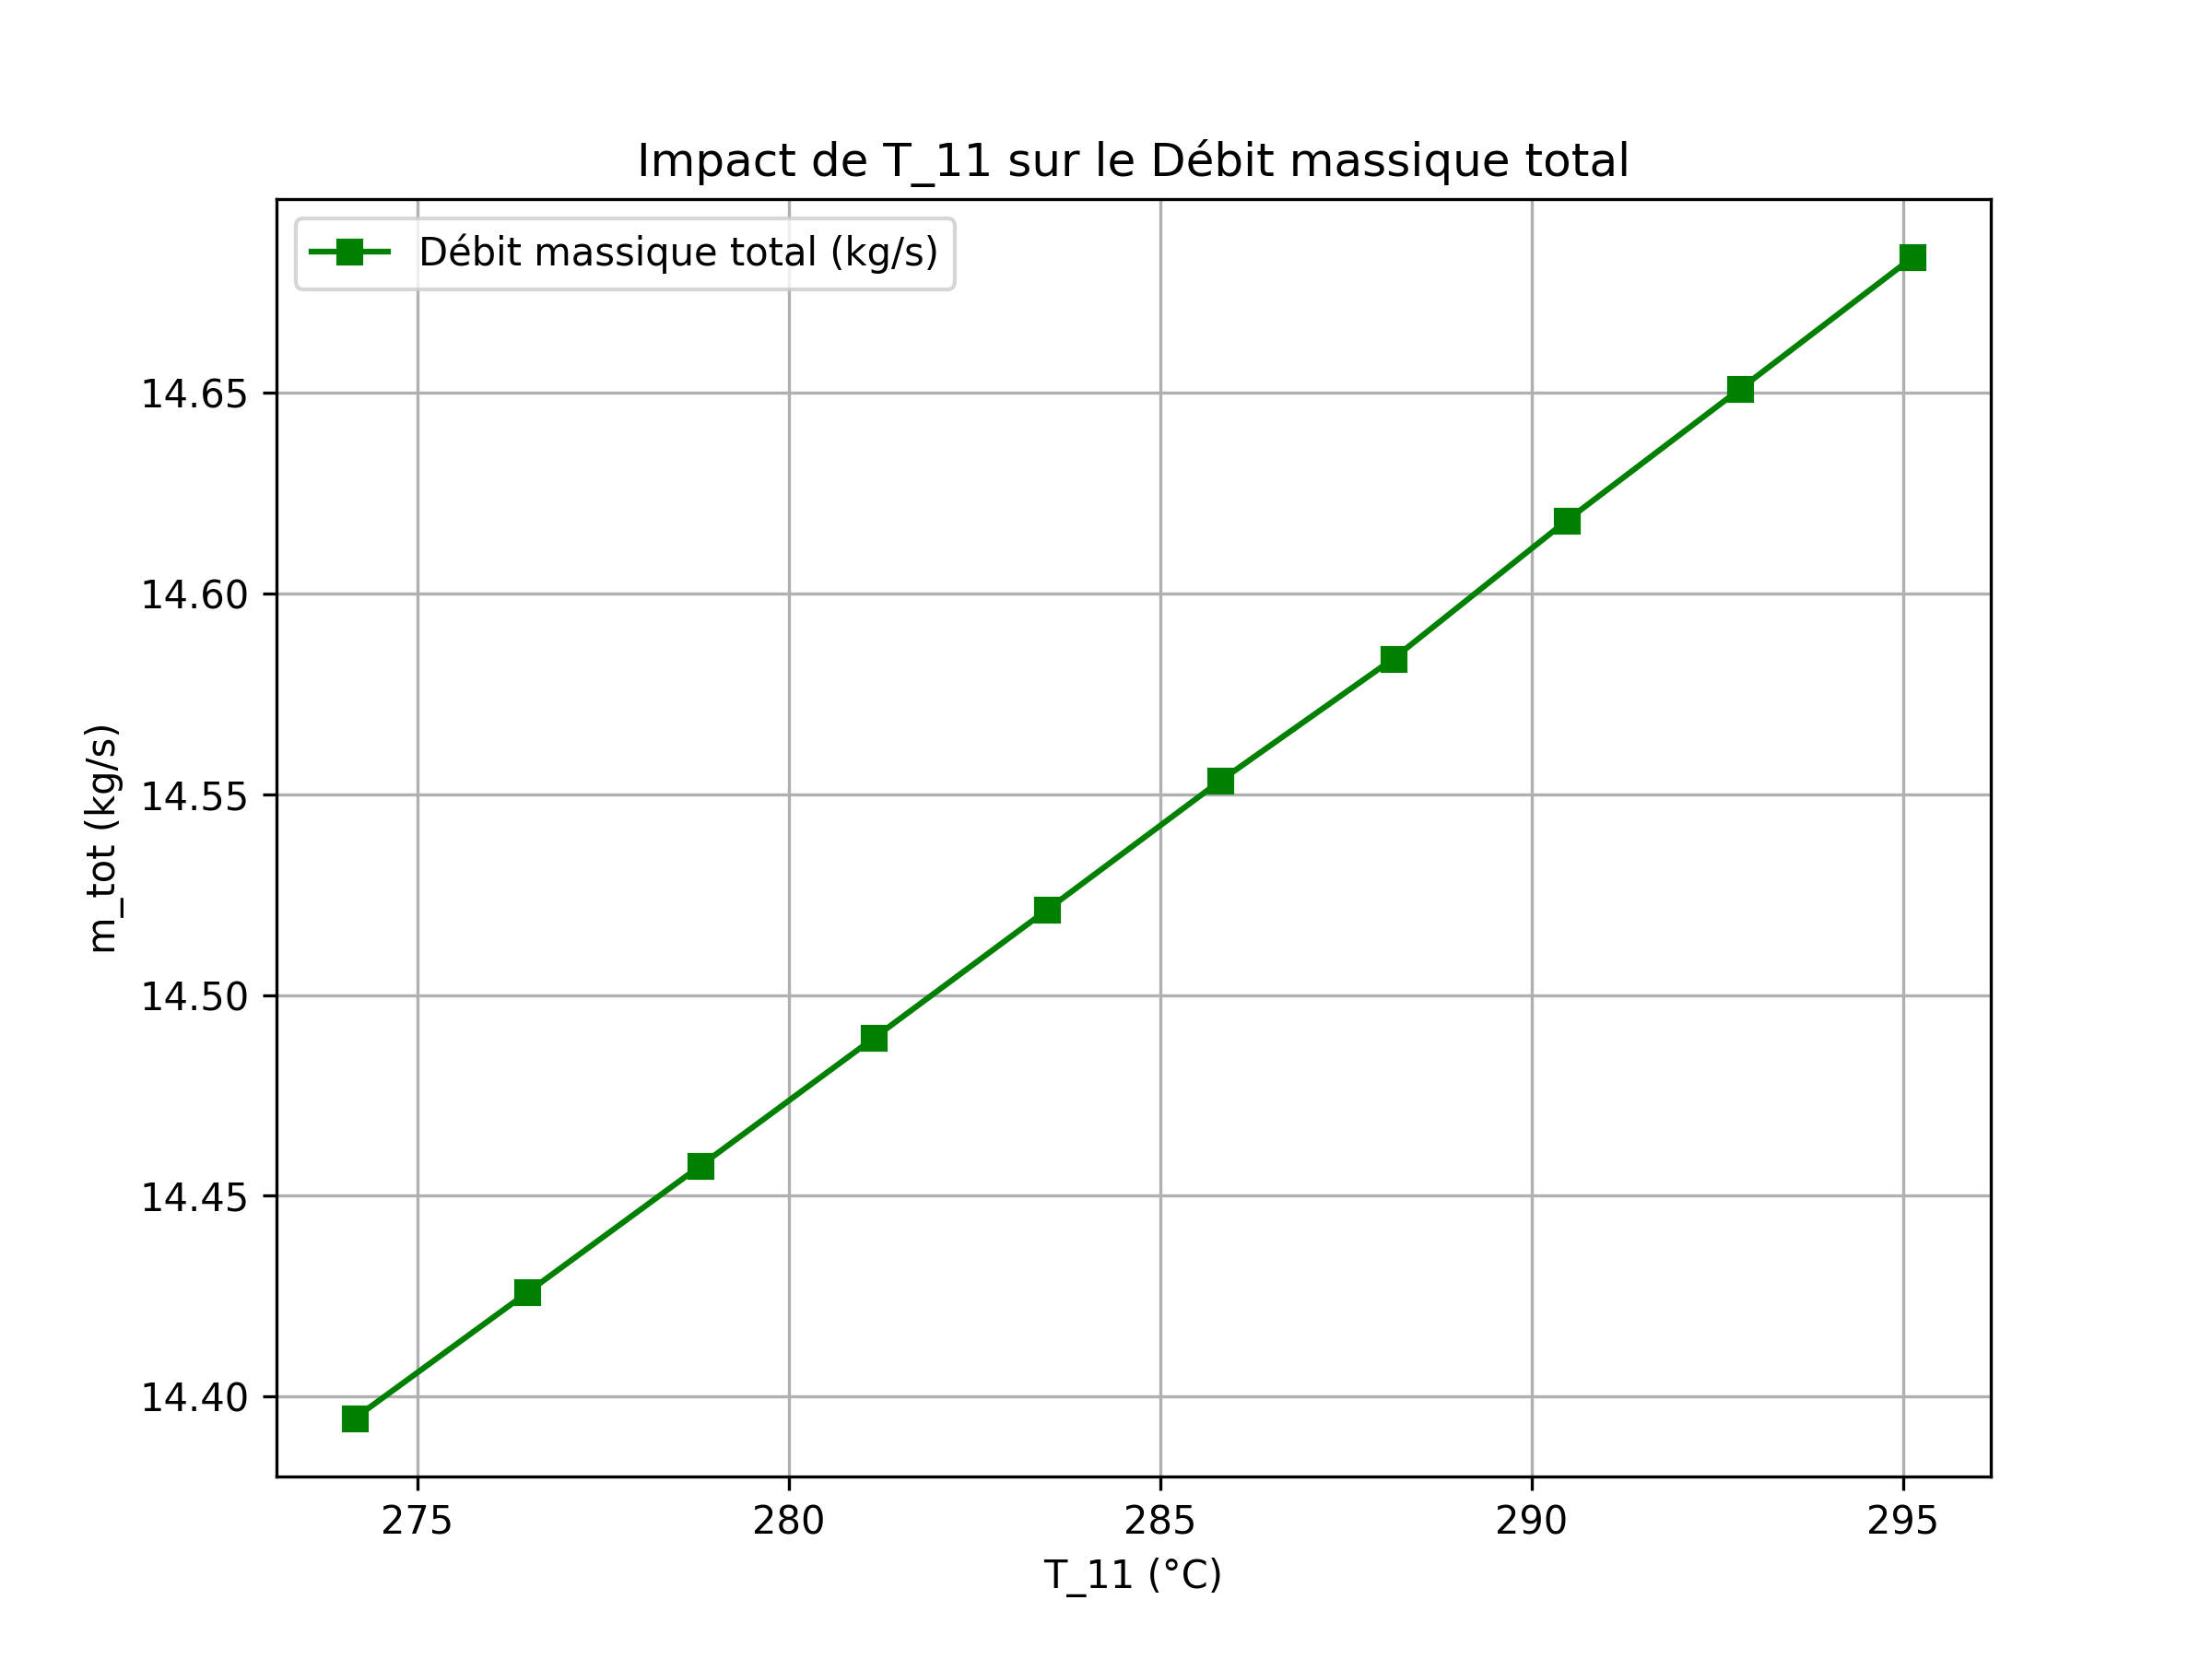 Impact de T_11 sur le Débit massique total
Débit massique total (kg/s)
14.65
14.60
14.55
14.50
14.45
14.40
m_tot (kg/s)
275 280 285 290 295
T_11 (°C)